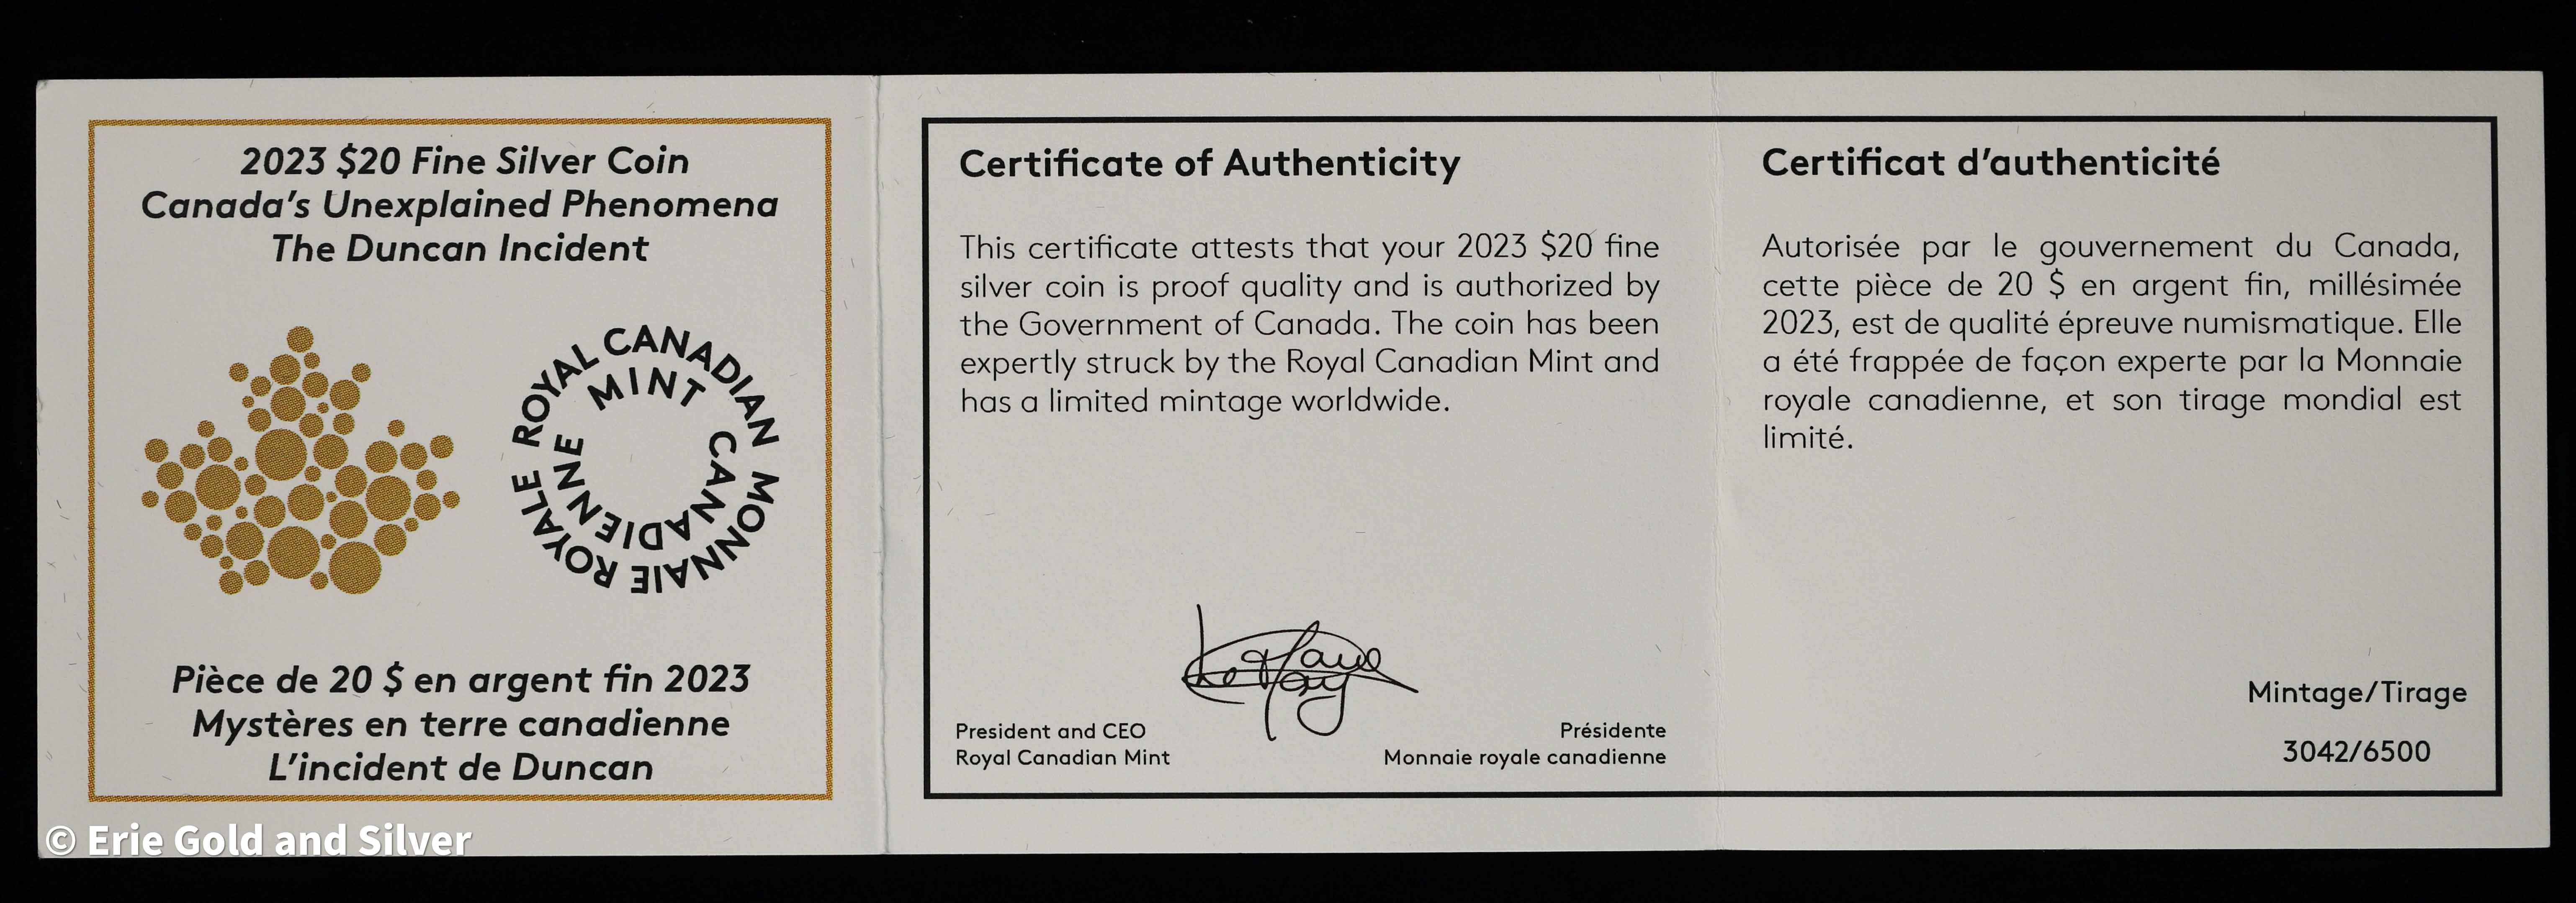 2023 $20 Fine Silver Coin
Canada's Unexplained Phenomena
The Duncan Incident
ROYAL CANADIAN MINT
MONNAIE ROYALE CANADIENNE
Pièce de 20 $ en argent fin 2023
Mystères en terre canadienne
L'incident de Duncan
Certificate of Authenticity
This certificate attests that your 2023 $20 fine
silver coin is proof quality and is authorized by
the Government of Canada. The coin has been
expertly struck by the Royal Canadian Mint and
has a limited mintage worldwide.
President and CEO
Royal Canadian Mint
Présidente
Monnaie royale canadienne
Certificat d'authenticité
Autorisée par le gouvernement du Canada,
cette pièce de 20 $ en argent fin, millésimée
2023, est de qualité épreuve numismatique. Elle
a été frappée de façon experte par la Monnaie
royale canadienne, et son tirage mondial est
limité.
Mintage/Tirage
3042/6500
© Erie Gold and Silver